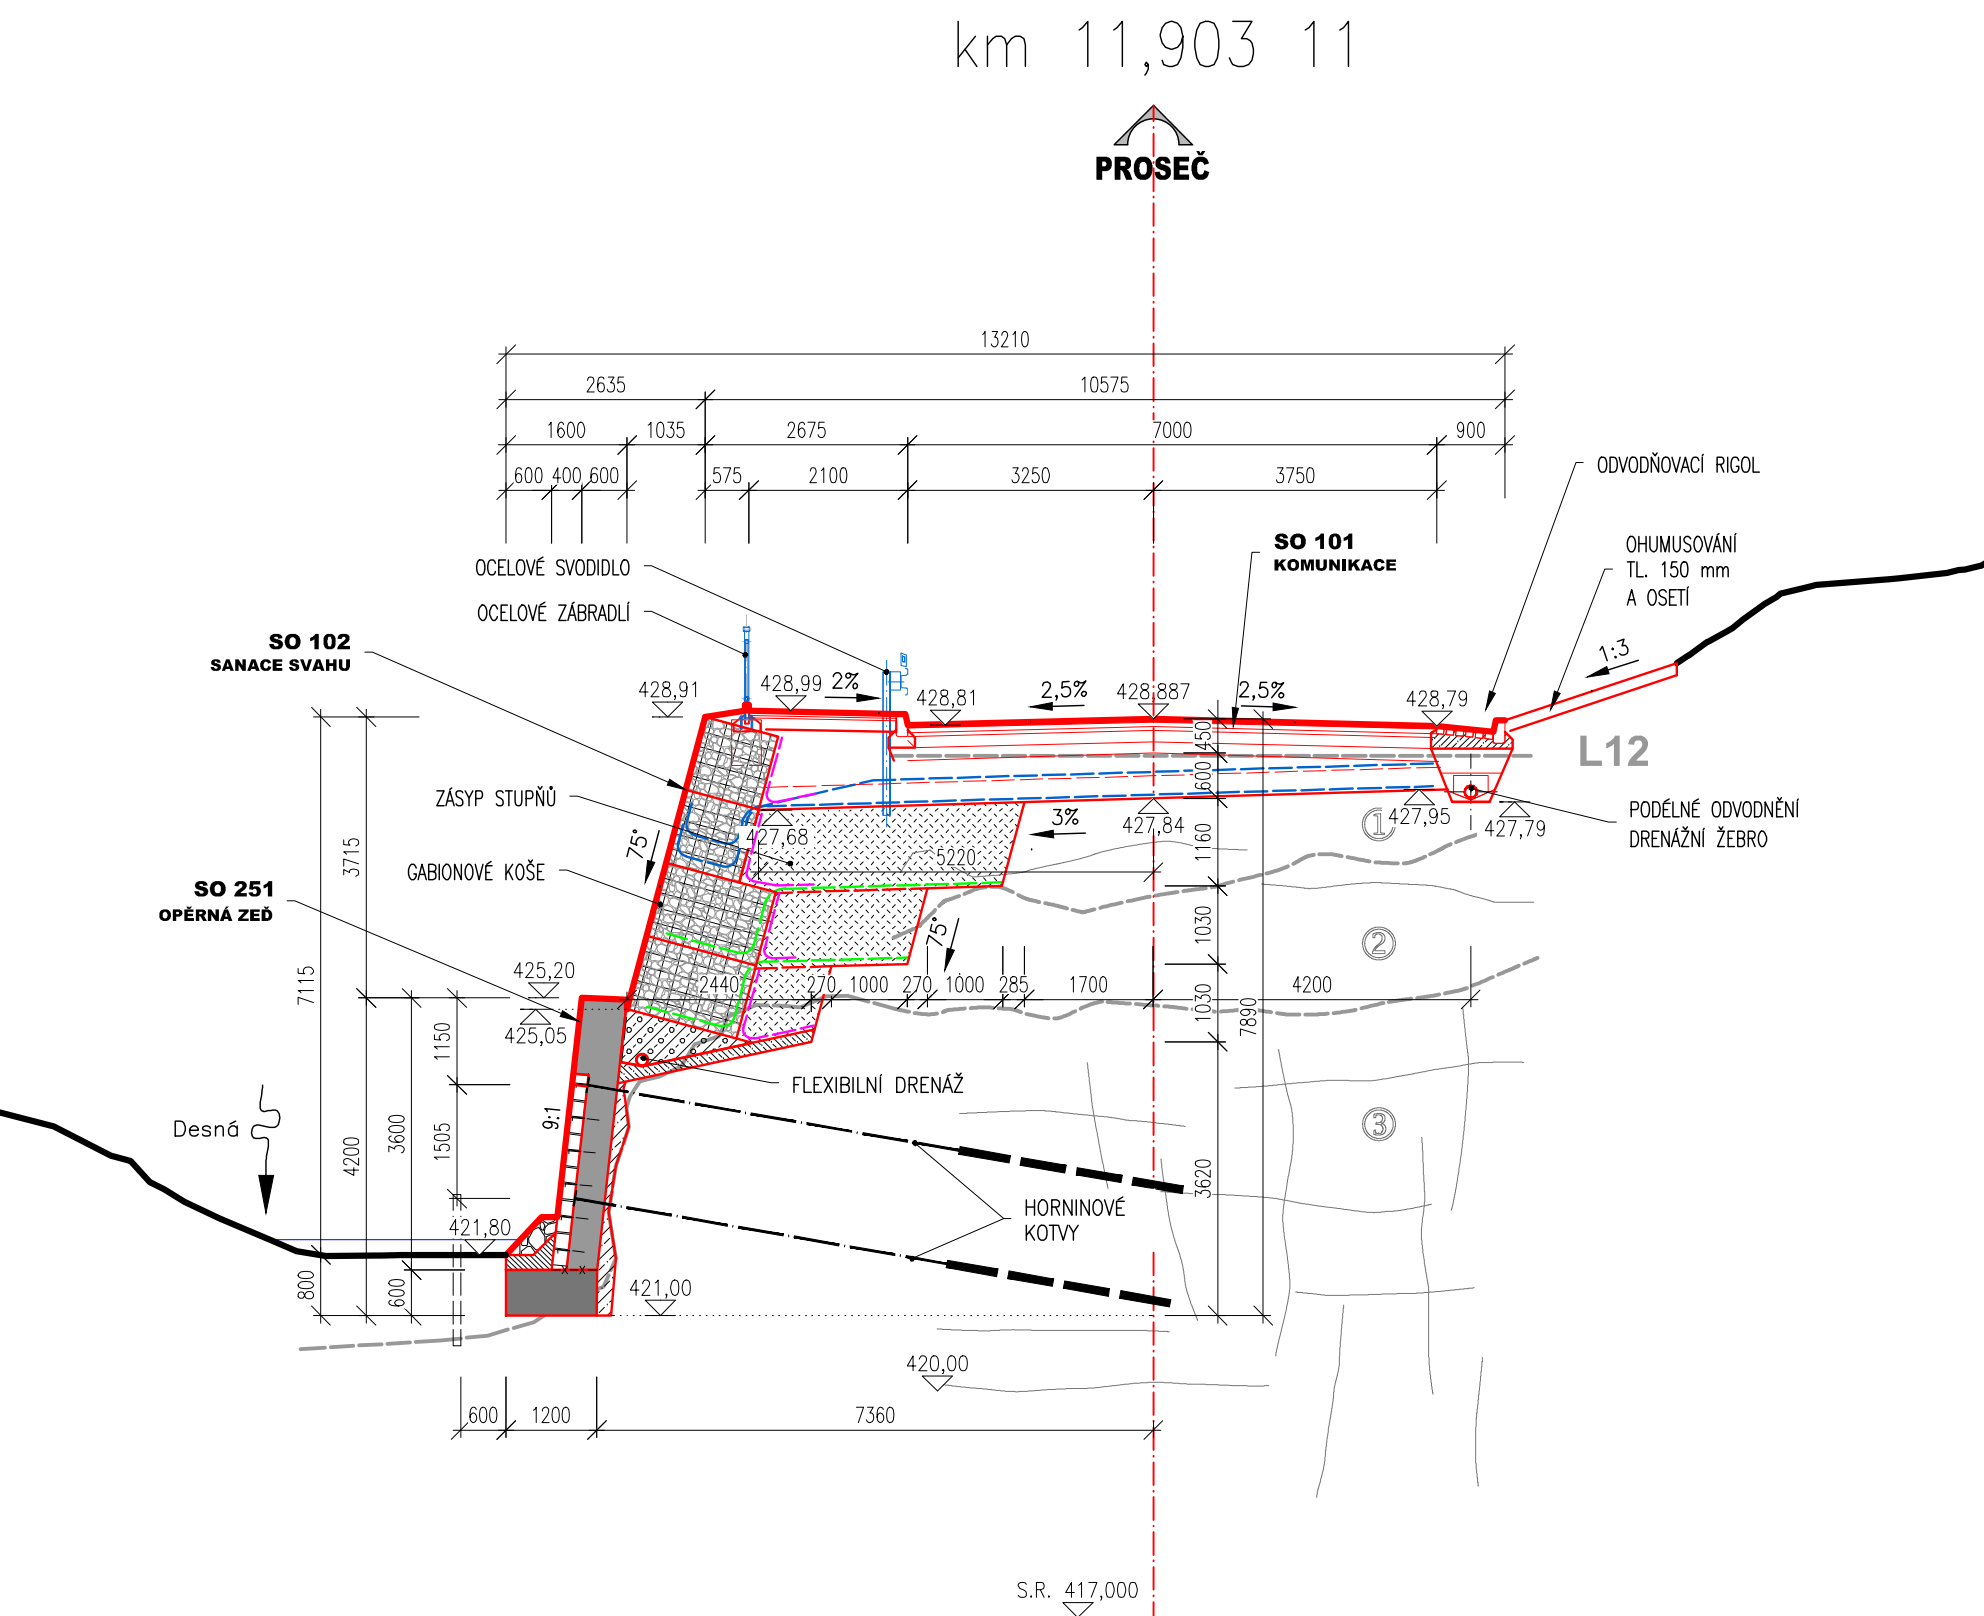 km 11,903 11
PROSEČ
13210
2635 10575
1600 1035 2675 7000 900
600 400 600 575 2100 3250 3750
ODVODŇOVACÍ RIGOL
SO 101
KOMUNIKACE
OHUMUSOVÁNÍ
TL. 150 mm
A OSETÍ
OCELOVÉ SVODIDLO
OCELOVÉ ZÁBRADLÍ
SO 102
SANACE SVAHU
1:3
428,91 428,99 2% 428,81 2,5% 428,887 2,5% 428,79
L12
450
600
ZÁSYP STUPŇŮ
PODÉLNÉ ODVODNĚNÍ
DRENÁŽNÍ ŽEBRO
427,68 3% 427,84 1 427,95 427,79
75°
1160
5220
3715
GABIONOVÉ KOŠE
SO 251
OPĚRNÁ ZEĎ
75°
1030
2
7115
425,20
2440 270 1000 270 1000 285 1700 4200
1030
7890
425,05
1150
FLEXIBILNÍ DRENÁŽ
Desná
9:1
3
4200
3600
1505
3620
HORNINOVÉ
KOTVY
421,80
800
600
421,00
420,00
600 1200 7360
S.R. 417,000